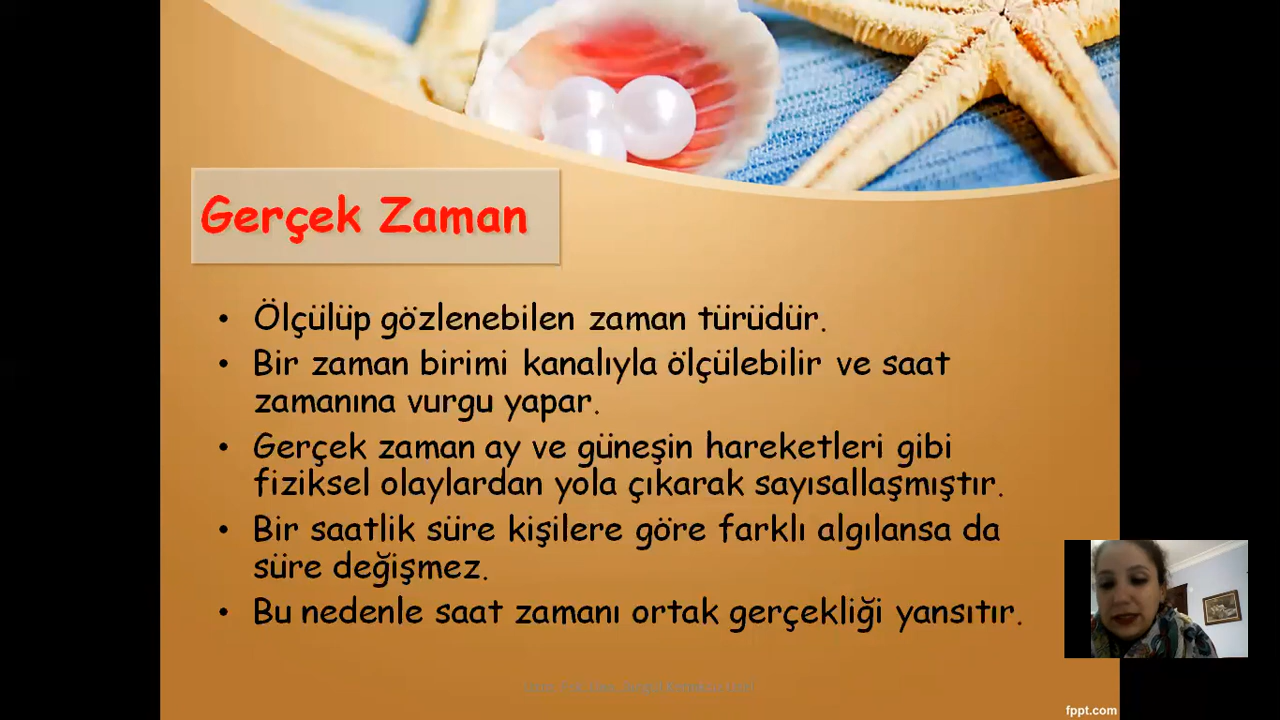 Gerçek Zaman
• Ölçülüp gözlenebilen zaman türüdür.
• Bir zaman birimi kanalıyla ölçülebilir ve saat
zamanına vurgu yapar.
• Gerçek zaman ay ve güneşin hareketleri gibi
fiziksel olaylardan yola çıkarak sayısallaşmıştır.
• Bir saatlik süre kişilere göre farklı algılansa da
süre değişmez.
• Bu nedenle saat zamanı ortak gerçekliği yansıtır.
fppt.com